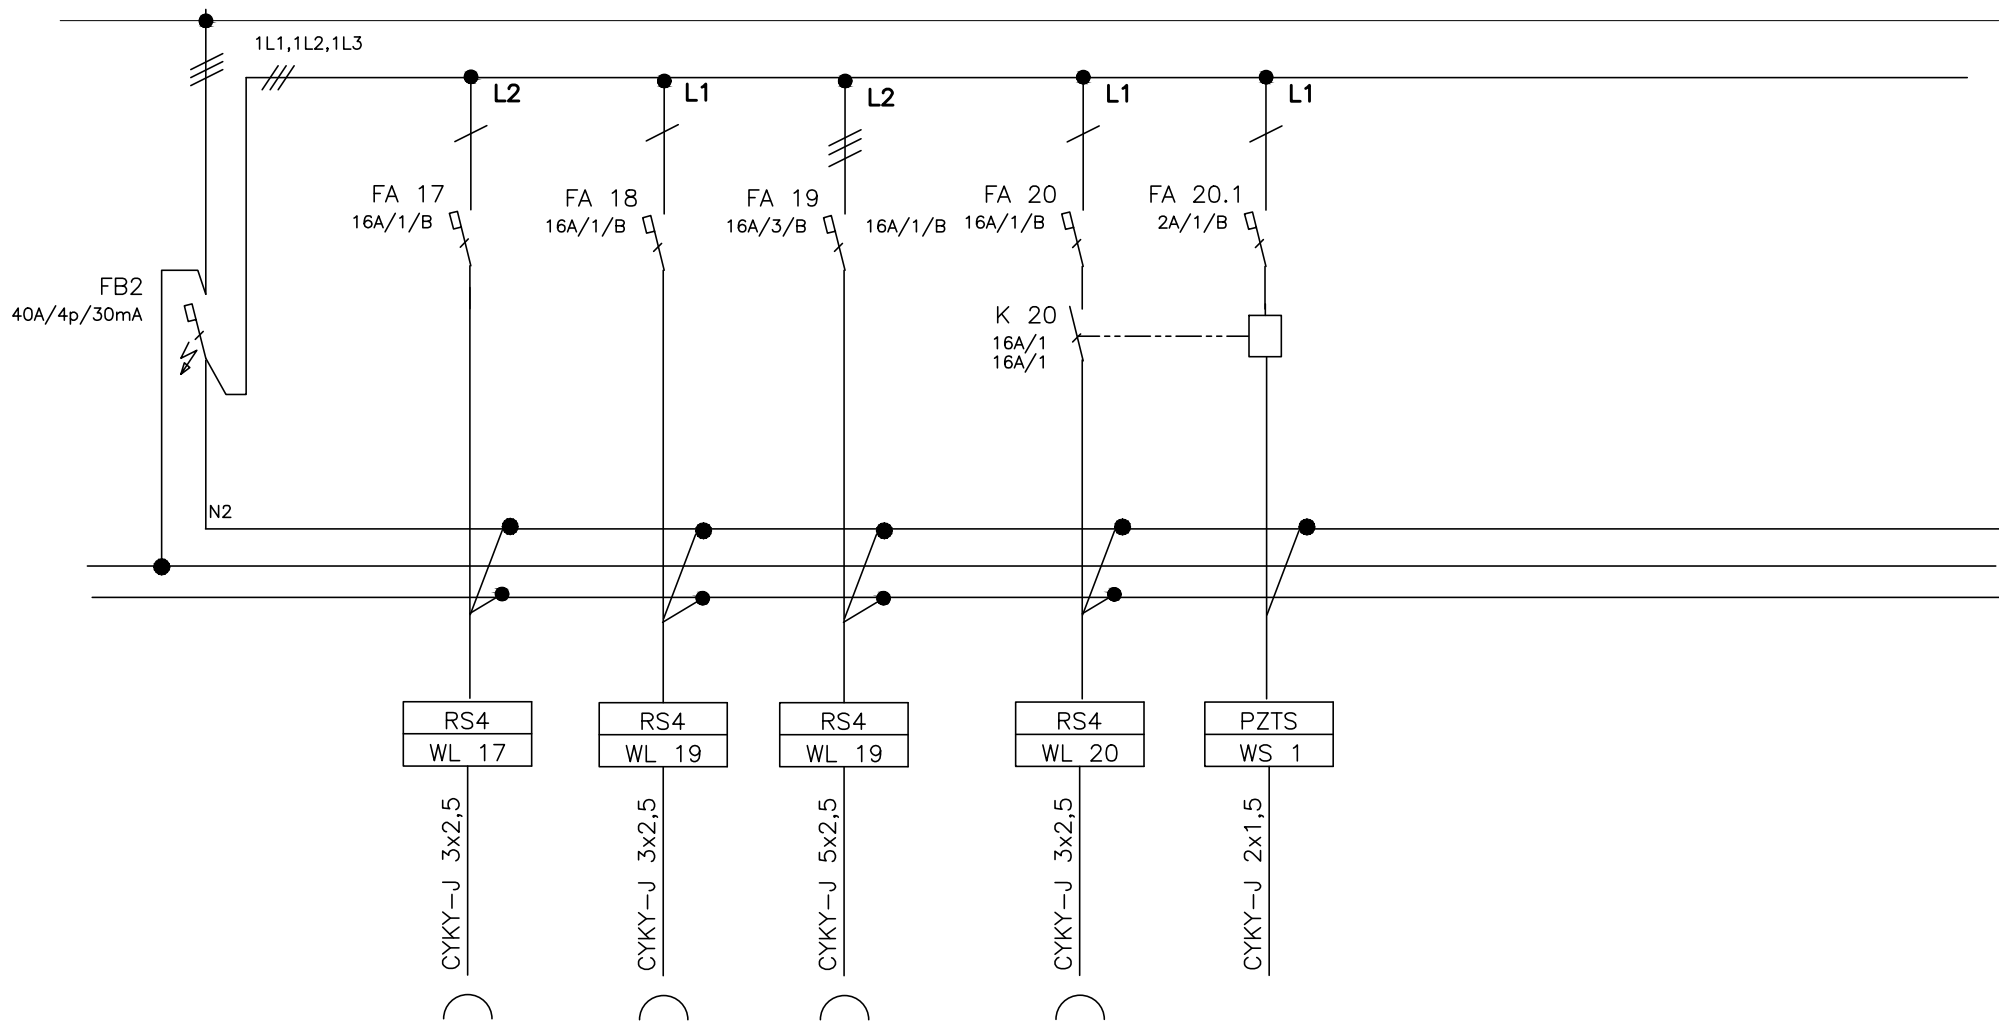 1L1,1L2,1L3
L2
L1
L2
L1
L1
FA 17
16A/1/B
FA 18
16A/1/B
FA 19
16A/3/B
16A/1/B
FA 20
16A/1/B
FA 20.1
2A/1/B
FB2
40A/4p/30mA
K 20
16A/1
16A/1
N2
RS4
WL 17
RS4
WL 19
RS4
WL 19
RS4
WL 20
PZTS
WS 1
CYKY-J 3x2,5
CYKY-J 3x2,5
CYKY-J 5x2,5
CYKY-J 3x2,5
CYKY-J 2x1,5